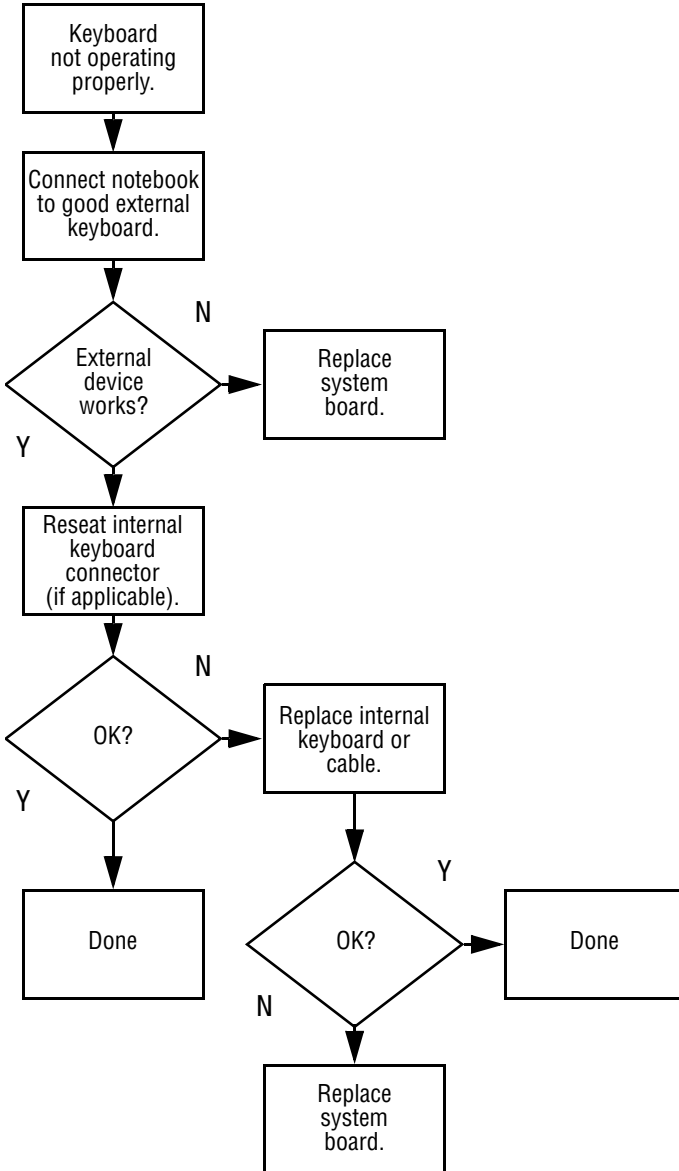 Keyboard
not operating
properly.
Connect notebook
to good external
keyboard.
N
External
device
works?
Replace
system
board.
Y
Reseat internal
keyboard
connector
(if applicable).
N
OK?
Replace internal
keyboard or
cable.
Y
Y
Done
OK?
Done
N
Replace
system
board.